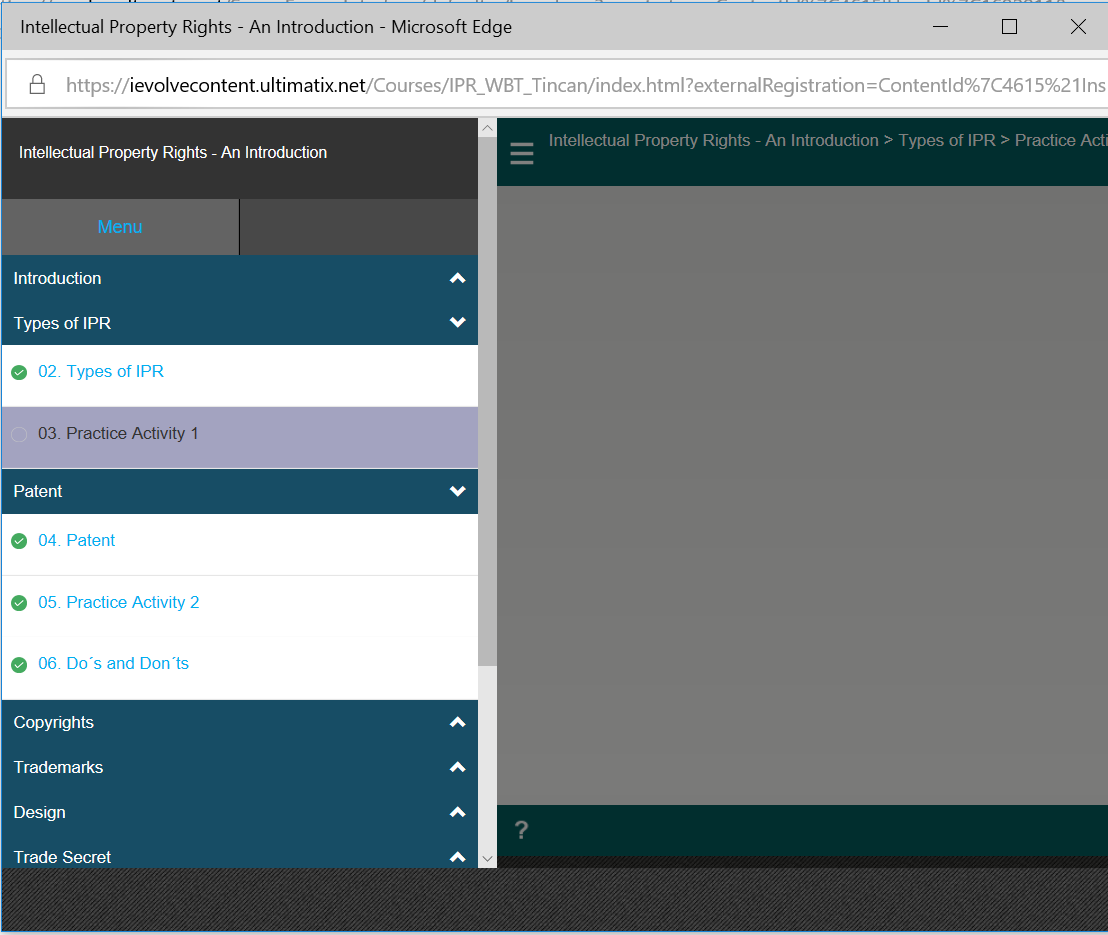 Intellectual Property Rights - An Introduction - Microsoft Edge
https://ievolvecontent.ultimatix.net/Courses/IPR_WBT_Tincan/index.html?externalRegistration=ContentId%7C4615%21Ins
Intellectual Property Rights - An Introduction
Intellectual Property Rights - An Introduction > Types of IPR > Practice Acti
Menu
Introduction
Types of IPR
02. Types of IPR
03. Practice Activity 1
Patent
04. Patent
05. Practice Activity 2
06. Do´s and Don´ts
Copyrights
Trademarks
Design
Trade Secret
?